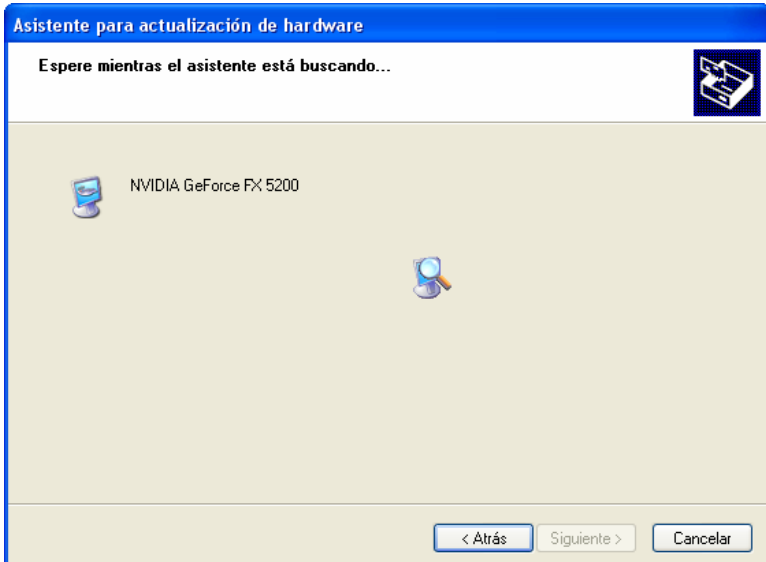 Asistente para actualización de hardware
Espere mientras el asistente está buscando...
NVIDIA GeForce FX 5200
< Atrás
Siguiente >
Cancelar